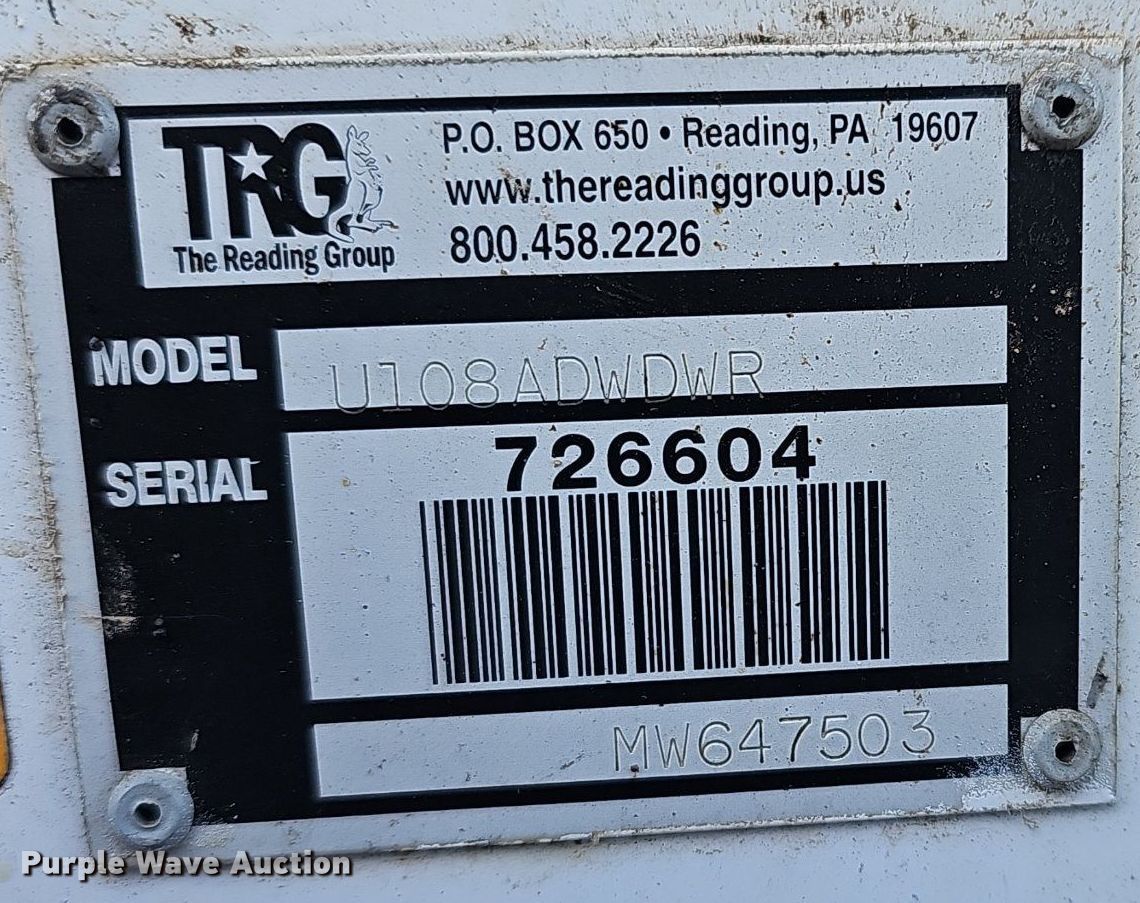 TRG
The Reading Group
P.O. BOX 650 • Reading, PA 19607
www.thereadinggroup.us
800.458.2226
MODEL U108ADWDWR
SERIAL 726604
MW647503
Purple Wave Auction